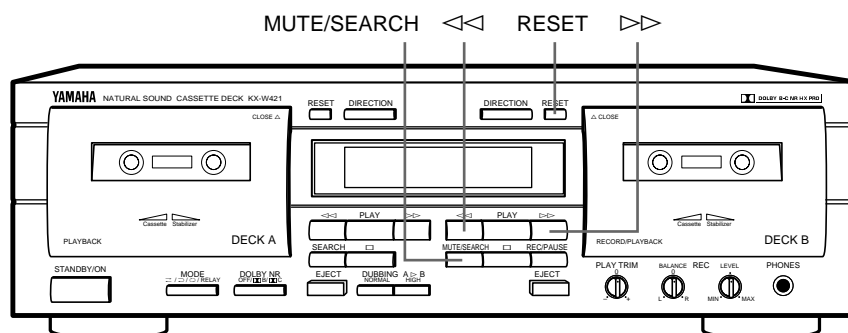 MUTE/SEARCH ◁◁ RESET ▷▷
YAMAHA NATURAL SOUND CASSETTE DECK KX-W421
RESET DIRECTION DIRECTION RESET
DOLBY B-C NR HX PRO
CLOSE △
△ CLOSE
◁◁ PLAY ▷▷ ◁◁ PLAY ▷▷
Cassette Stabilizer
Cassette Stabilizer
PLAYBACK DECK A
RECORD/PLAYBACK DECK B
SEARCH □ MUTE/SEARCH □ REC/PAUSE
STANDBY/ON
MODE
/ RELAY
DOLBY NR
OFF/B/C
EJECT
DUBBING A ▷ B
NORMAL HIGH
EJECT
PLAY TRIM
0
− +
BALANCE REC LEVEL
0
L R MIN MAX
PHONES